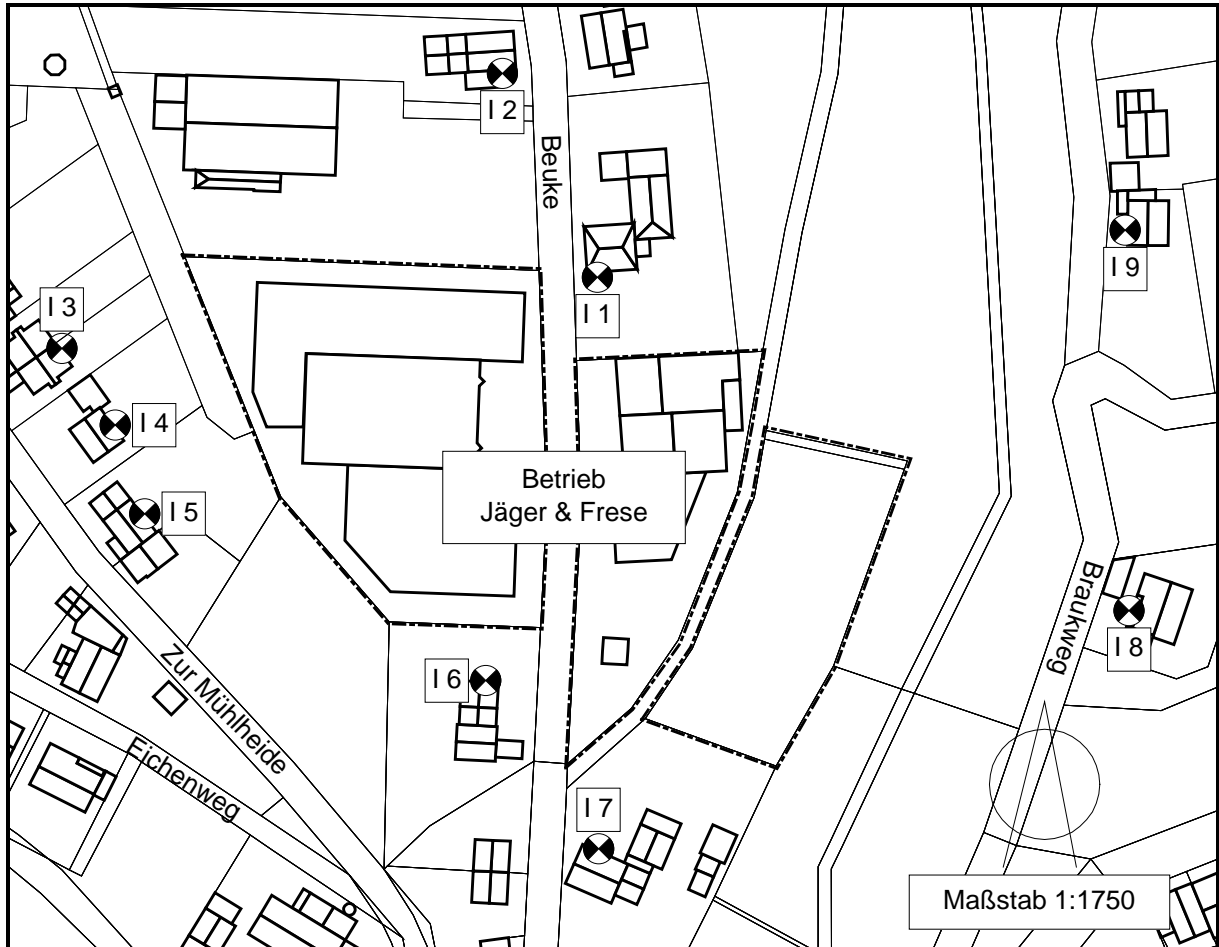 I 2
Beuke
I 9
I 3
I 1
I 4
Betrieb
Jäger & Frese
I 5
Braukweg
I 8
I 6
Zur Mühlheide
Eichenweg
I 7
Maßstab 1:1750